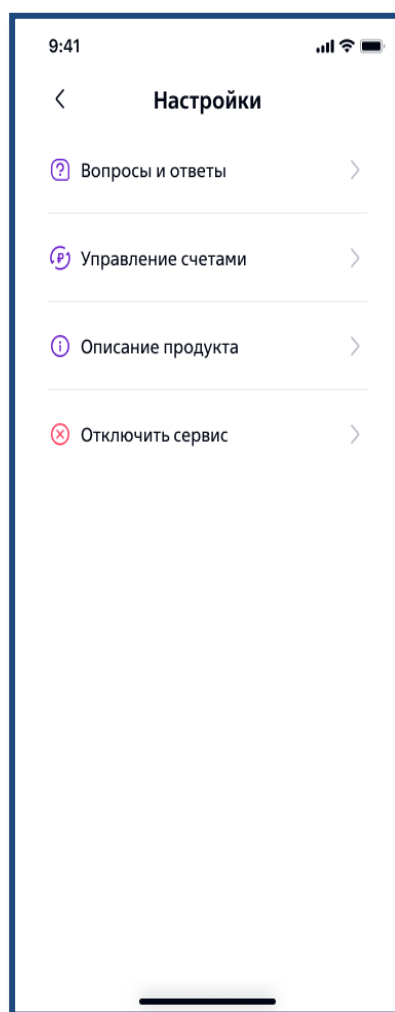 9:41
Настройки
Вопросы и ответы
Управление счетами
Описание продукта
Отключить сервис